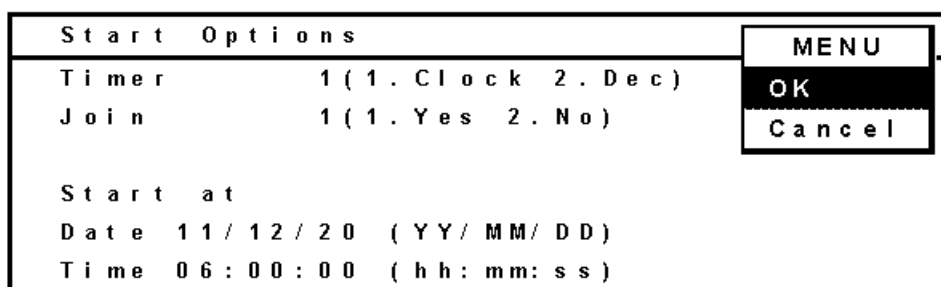 Start Options
MENU
OK
Cancel
Timer 1(1.Clock 2.Dec)
Join 1(1.Yes 2.No)
Start at
Date 11/12/20 (YY/MM/DD)
Time 06:00:00 (hh:mm:ss)